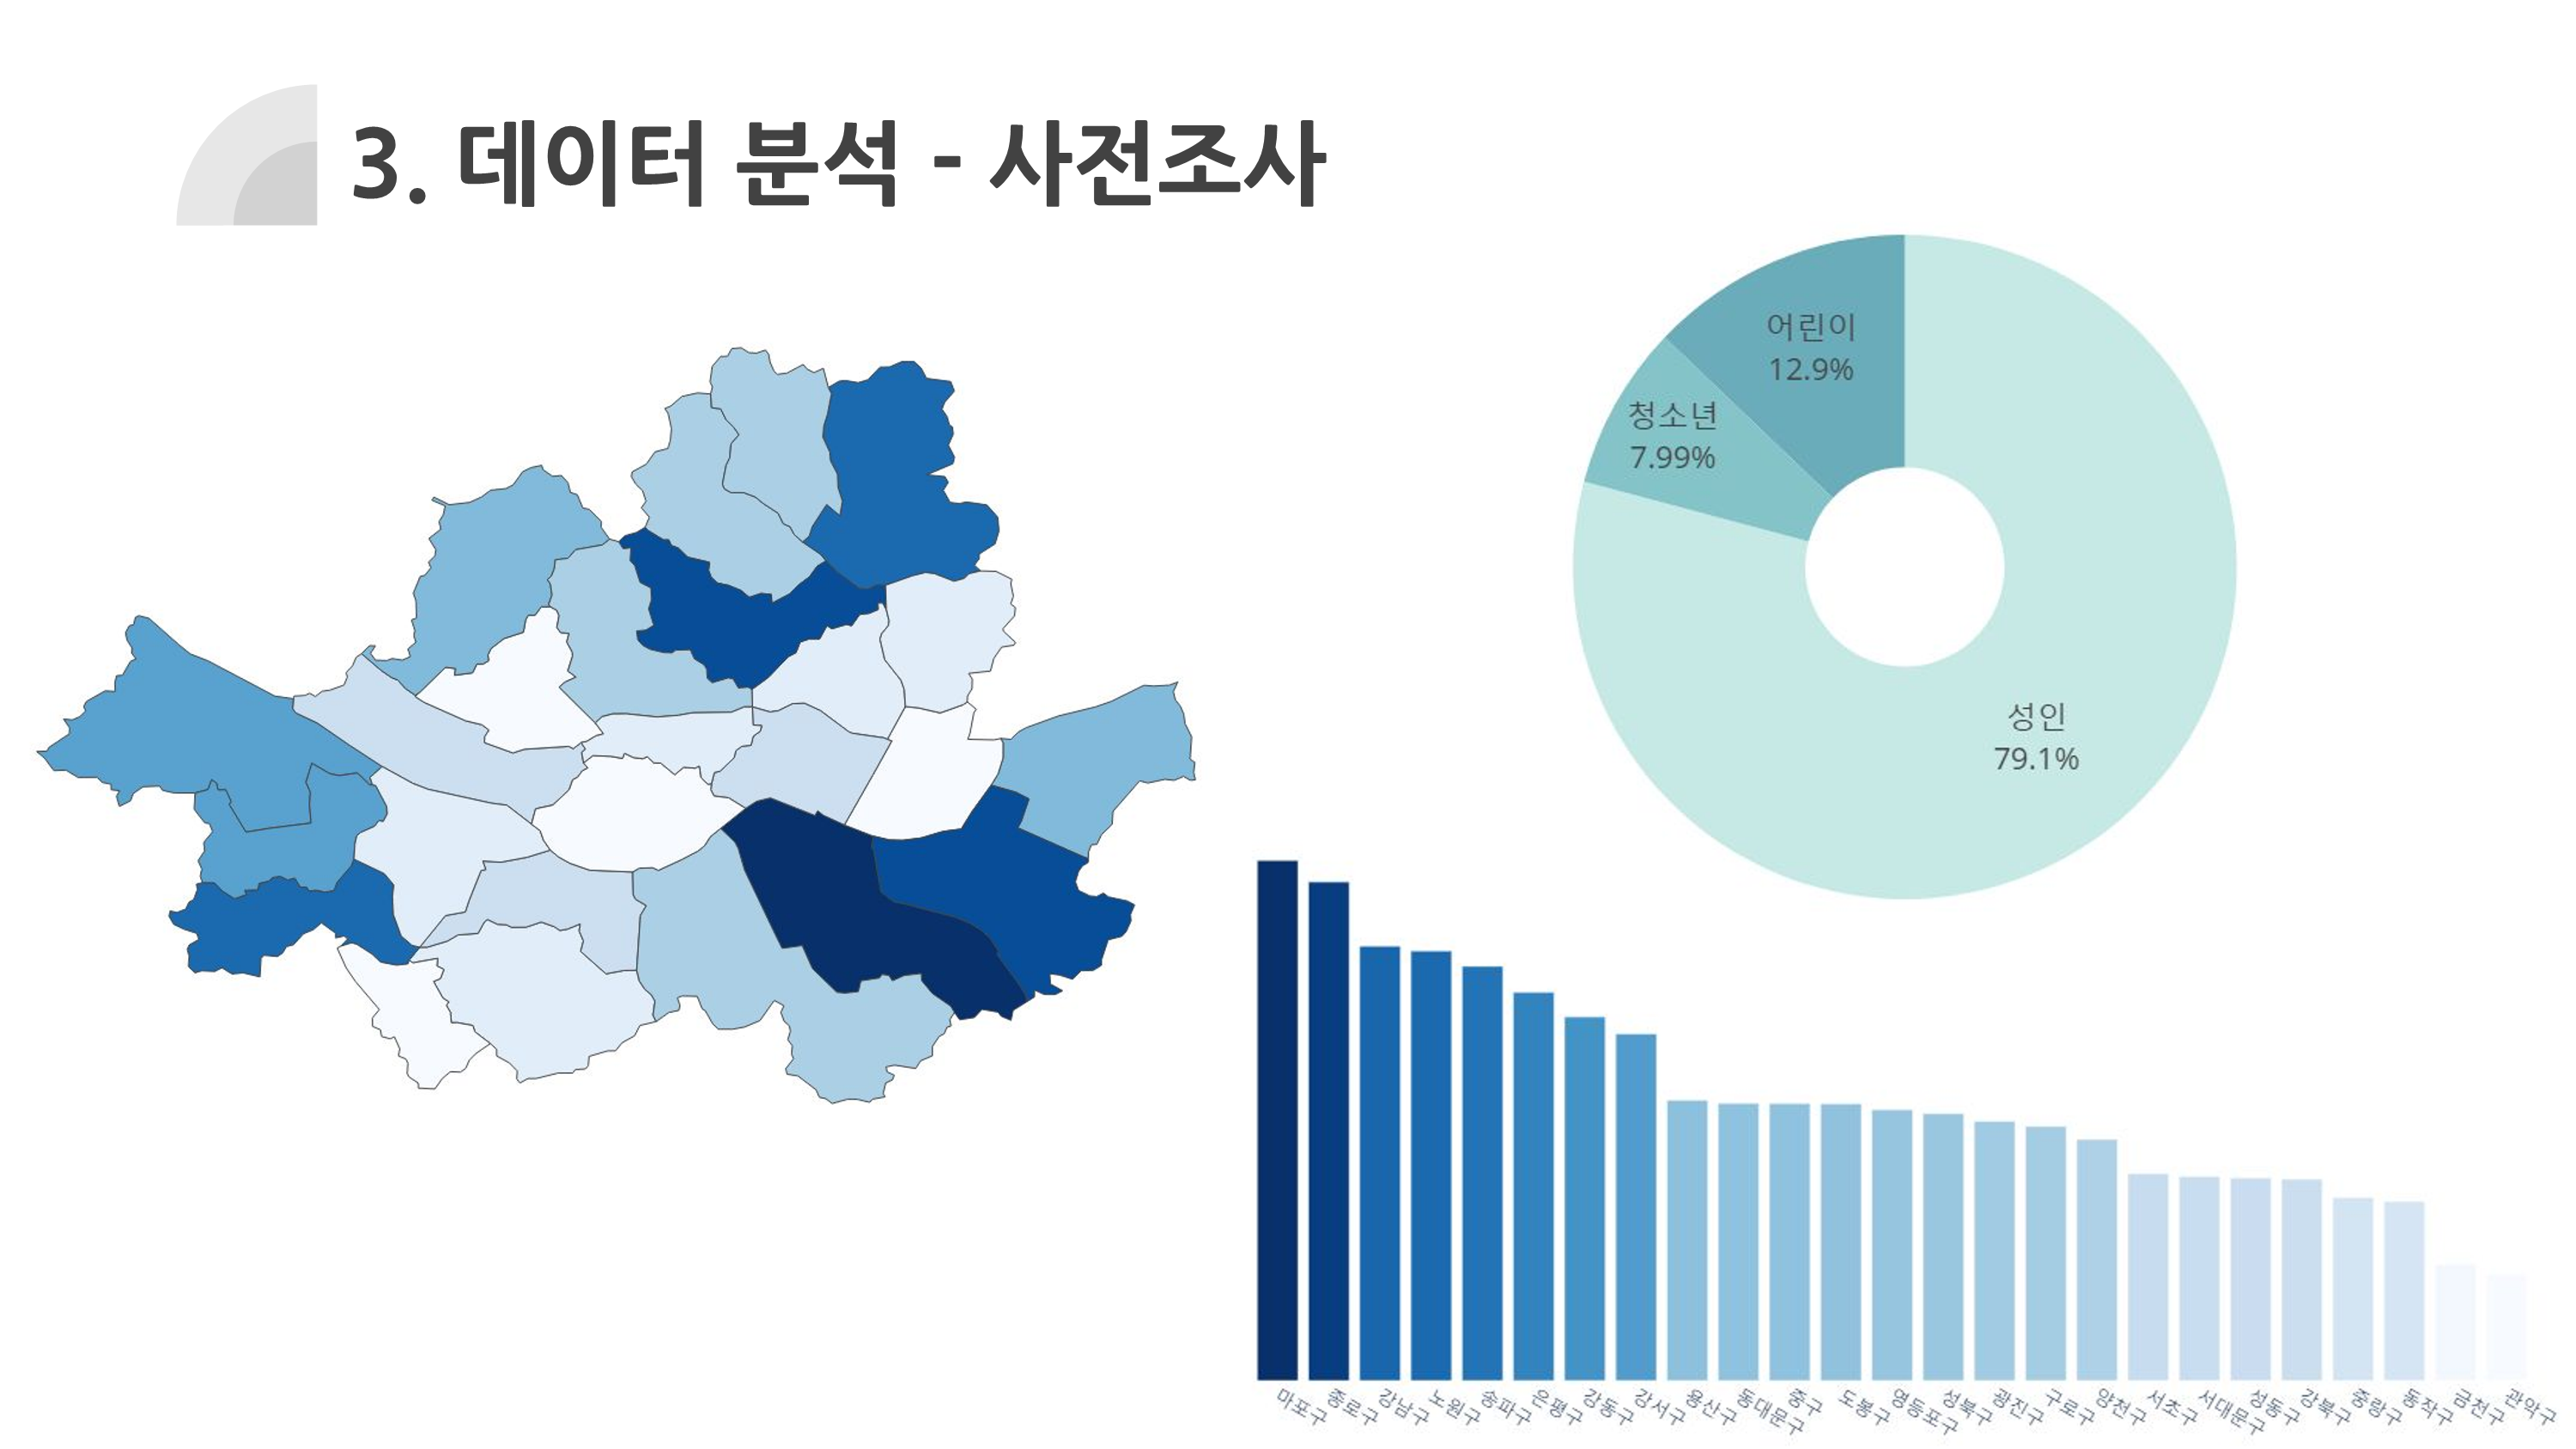 3. 데이터 분석 - 사전조사
어린이
12.9%
청소년
7.99%
성인
79.1%
마포구
종로구
강남구
노원구
송파구
은평구
강동구
강서구
용산구
동대문구
중구
도봉구
영등포구
성북구
광진구
구로구
양천구
서초구
서대문구
성동구
강북구
중랑구
동작구
금천구
관악구